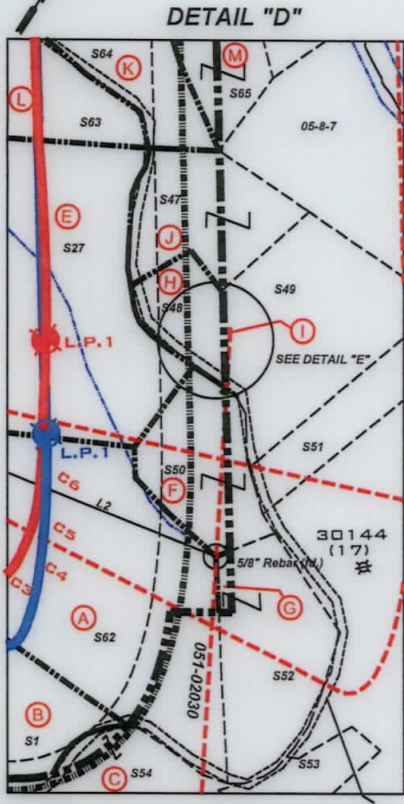 DETAIL "D"
S64
K
M
L
S65
S63
05-8-7
E
S47
S27
J
H
S49
S48
I
L.P.1
SEE DETAIL "E"
L.P.1
S51
C6
S50
L2
F
30144
(17)
C5
5/8" Rebar (fd.)
C3
C4
G
A
S62
051-02030
S52
B
S1
C
S54
S53